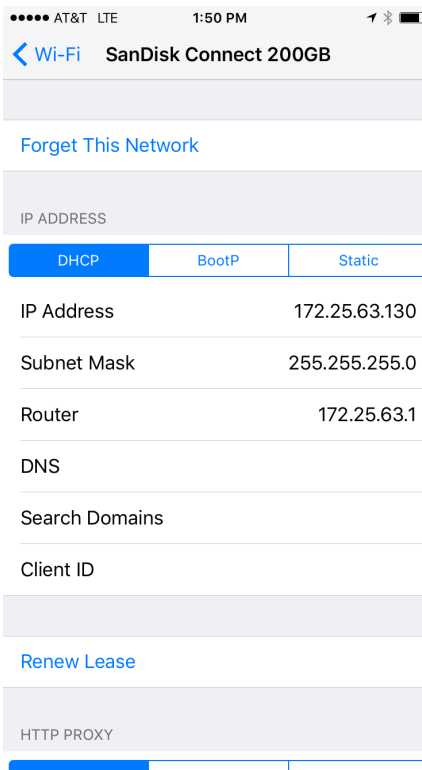 AT&T LTE 1:50 PM
Wi-Fi SanDisk Connect 200GB
Forget This Network
IP ADDRESS
DHCP BootP Static
IP Address 172.25.63.130
Subnet Mask 255.255.255.0
Router 172.25.63.1
DNS
Search Domains
Client ID
Renew Lease
HTTP PROXY